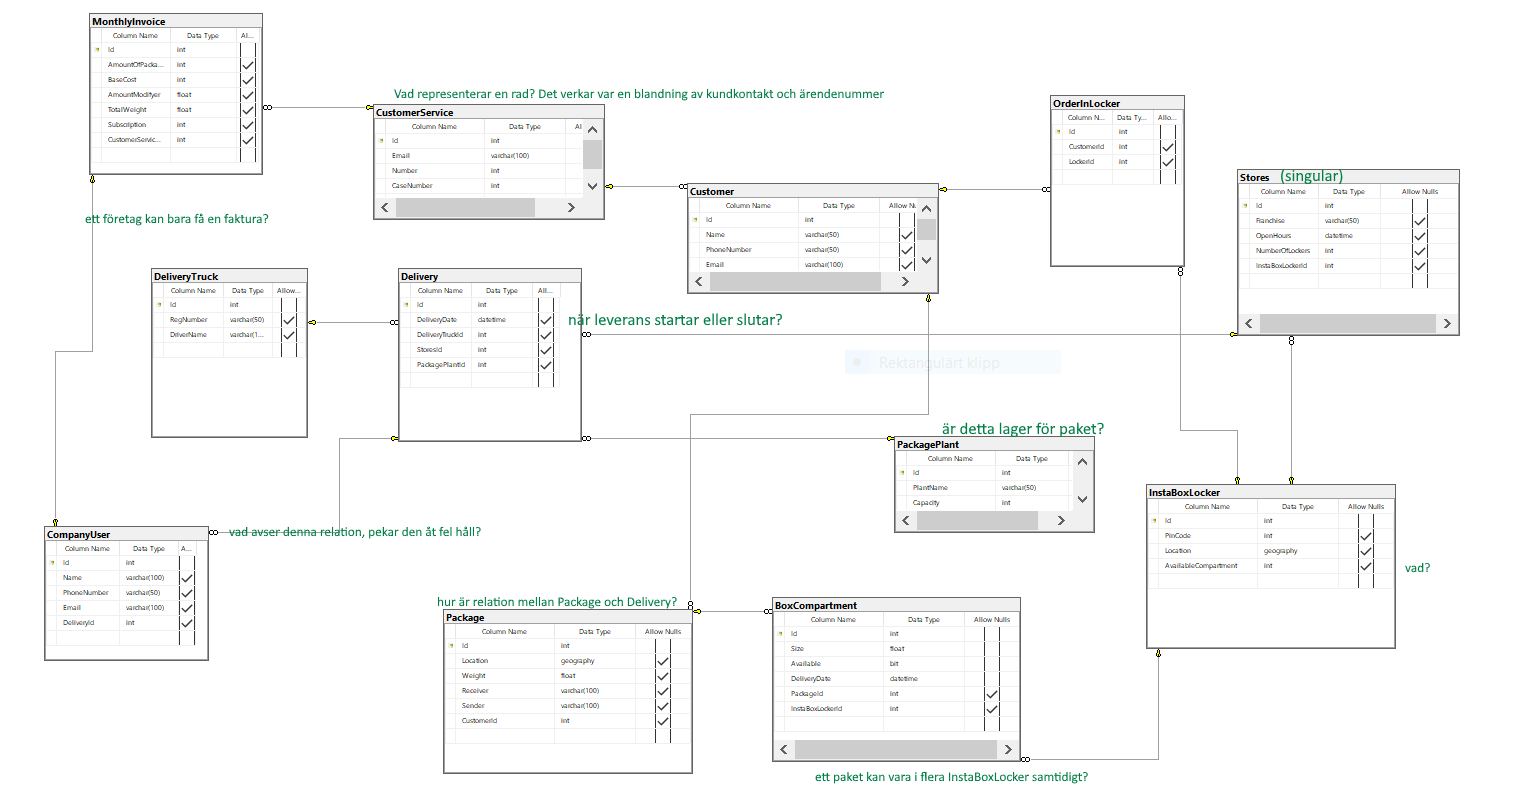 MonthlyInvoice
Column Name Data Type Al...
Id int
AmountOfPacka... int
BaseCost int
AmountModifyer float
TotalWeight float
Subscription int
CustomerServic... int
Vad representerar en rad? Det verkar var en blandning av kundkontakt och ärendenummer
CustomerService
Column Name Data Type Al
Id int
Email varchar(100)
Number int
CaseNumber int
OrderInLocker
Column N... Data Ty... Allo...
Id int
CustomerId int
LockerId int
Stores (singular)
Column Name Data Type Allow Nulls
Id int
Franchise varchar(50)
OpenHours datetime
NumberOfLockers int
InstaBoxLockerId int
Customer
Column Name Data Type Allow Nu
Id int
Name varchar(50)
PhoneNumber varchar(50)
Email varchar(100)
ett företag kan bara få en faktura?
DeliveryTruck
Column Name Data Type Allow...
Id int
RegNumber varchar(50)
DriverName varchar(1...
Delivery
Column Name Data Type All...
Id int
DeliveryDate datetime
DeliveryTruckId int
StoresId int
PackagePlantId int
när leverans startar eller slutar?
Rektangulärt klipp
är detta lager för paket?
PackagePlant
Column Name Data Type
Id int
PlantName varchar(50)
Capacity int
InstaBoxLocker
Column Name Data Type Allow Nulls
Id int
PinCode int
Location geography
AvailableCompartment int
vad?
CompanyUser
Column Name Data Type A...
Id int
Name varchar(100)
PhoneNumber varchar(50)
Email varchar(100)
DeliveryId int
vad avser denna relation, pekar den åt fel håll?
hur är relation mellan Package och Delivery?
Package
Column Name Data Type Allow Nulls
Id int
Location geography
Weight float
Receiver varchar(100)
Sender varchar(100)
CustomerId int
BoxCompartment
Column Name Data Type Allow Nulls
Id int
Size float
Available bit
DeliveryDate datetime
PackageId int
InstaBoxLockerId int
ett paket kan vara i flera InstaBoxLocker samtidigt?